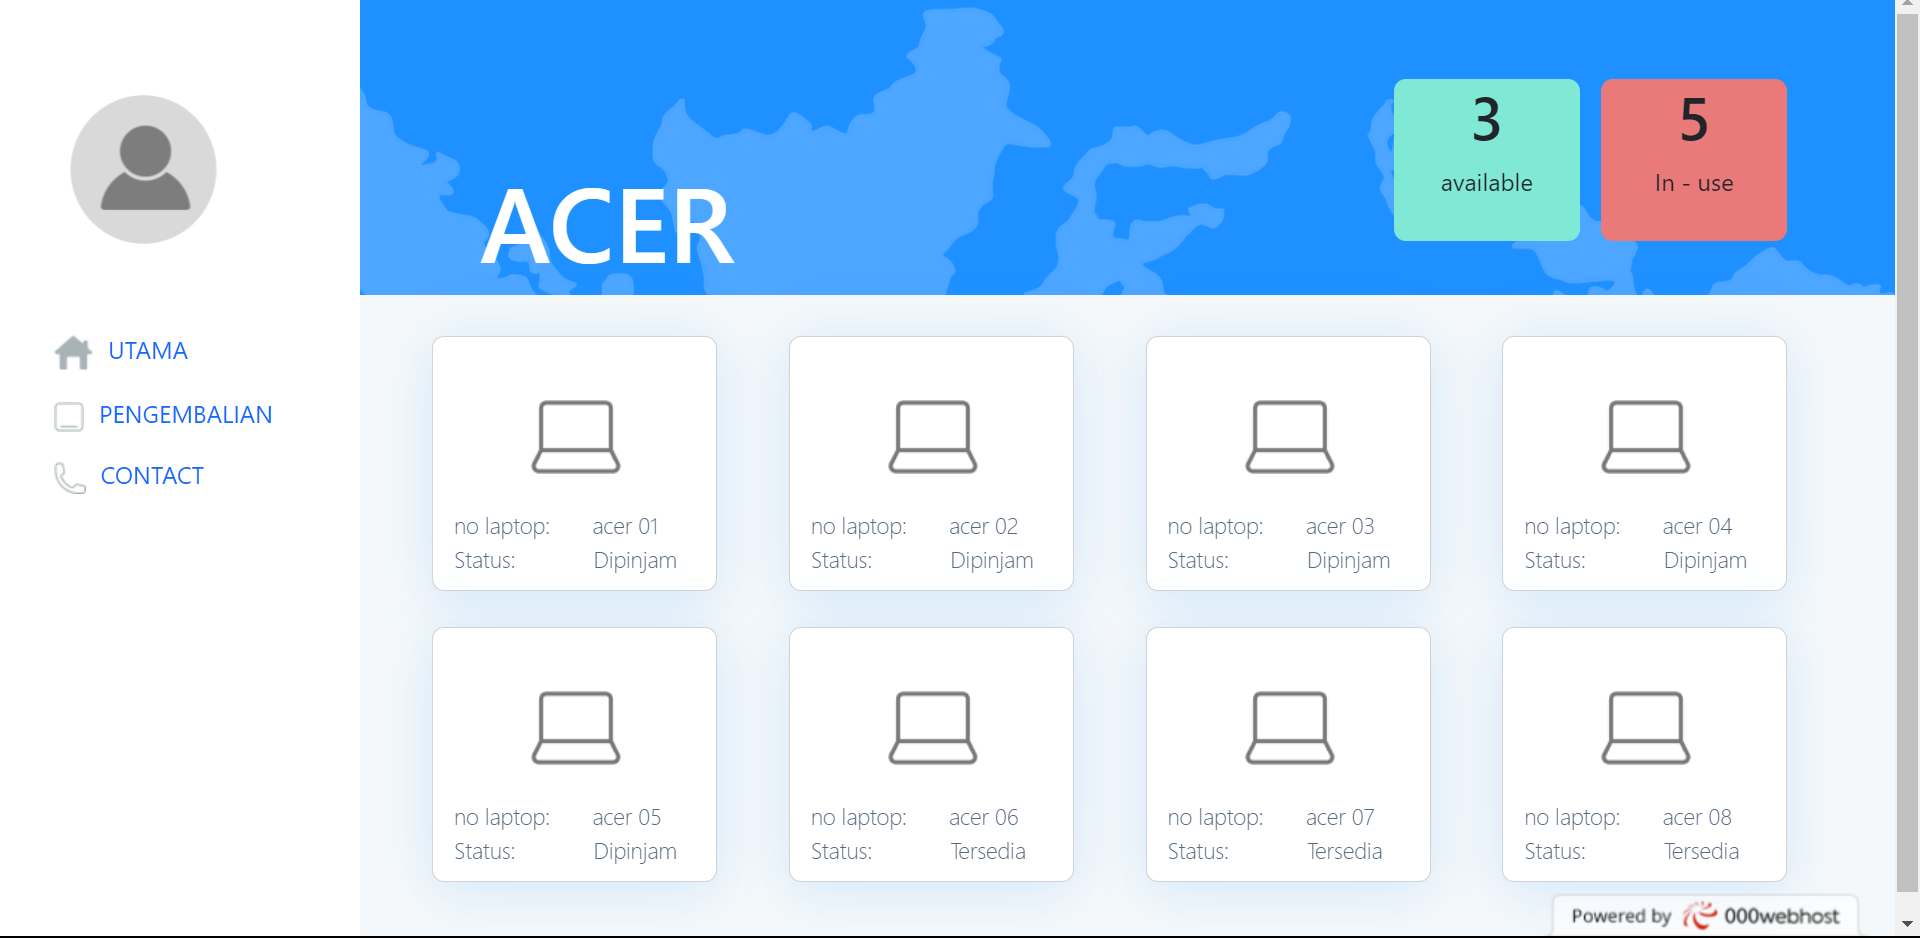 UTAMA
PENGEMBALIAN
CONTACT
ACER
3
available
5
In - use
no laptop: acer 01
Status: Dipinjam
no laptop: acer 02
Status: Dipinjam
no laptop: acer 03
Status: Dipinjam
no laptop: acer 04
Status: Dipinjam
no laptop: acer 05
Status: Dipinjam
no laptop: acer 06
Status: Tersedia
no laptop: acer 07
Status: Tersedia
no laptop: acer 08
Status: Tersedia
Powered by 000webhost